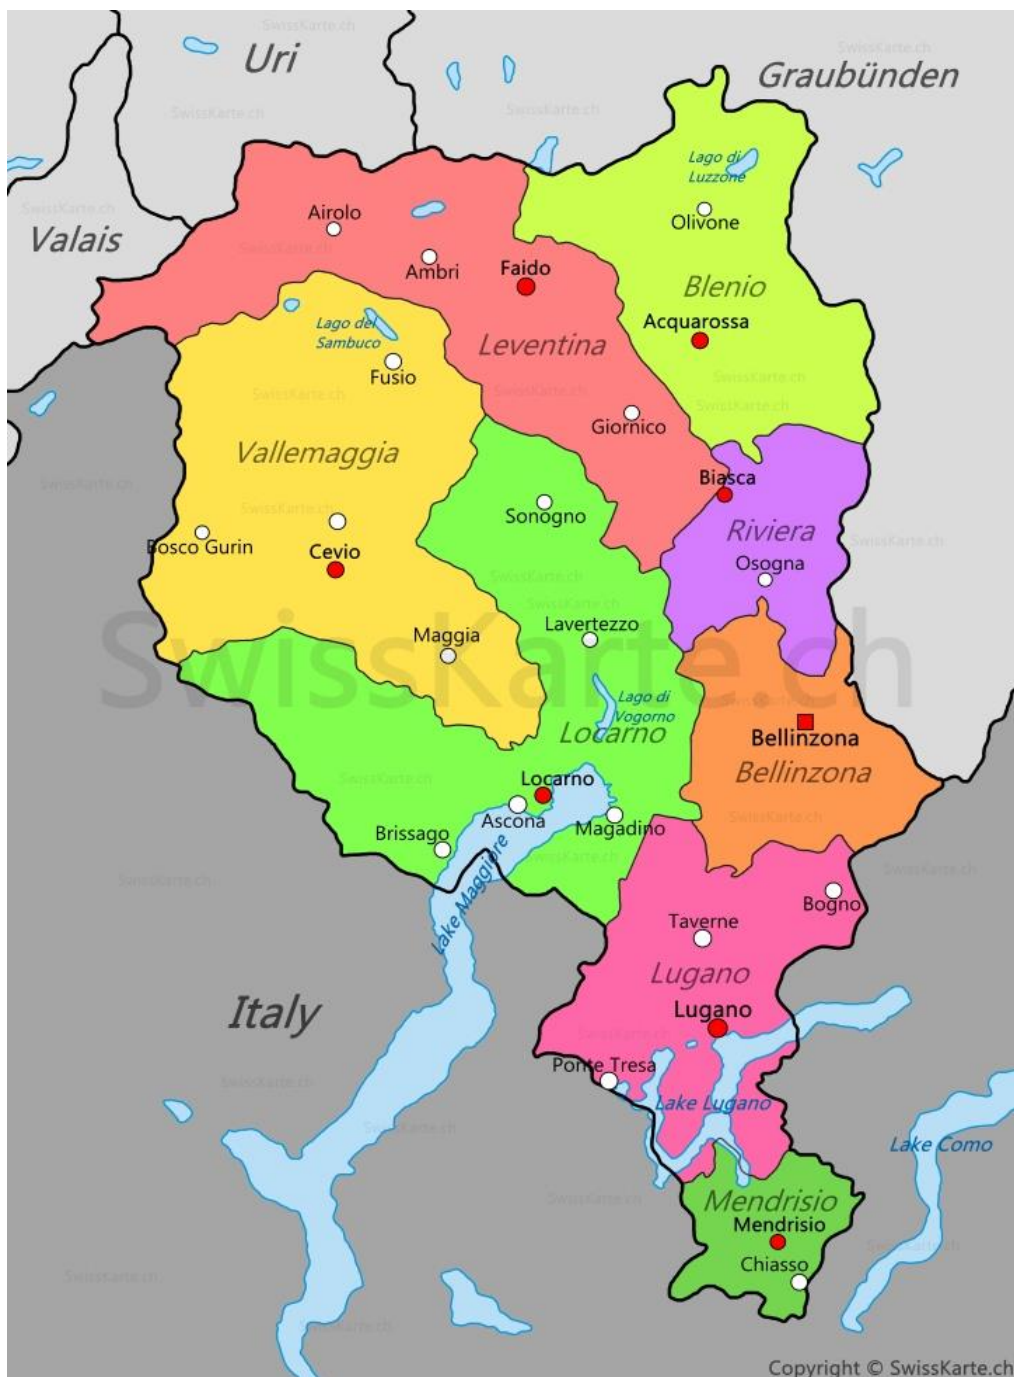 Uri
Graubünden
Valais
Lago di
Luzzone
Airolo
Olivone
Ambri
Faido
Blenio
Acquarossa
Lago del
Sambuco
Leventina
Fusio
Giornico
Vallemaggia
Biasca
Sonogno
Riviera
Bosco Gurin
Cevio
Osogna
Lavertezzo
Maggia
SwissKarte.ch
Lago di
Vogorno
Locarno
Bellinzona
Bellinzona
Locarno
Ascona
Magadino
Brissago
Lake Maggiore
Bogno
Taverne
Lugano
Italy
Lugano
Ponte Tresa
Lake Lugano
Lake Como
Mendrisio
Mendrisio
Chiasso
Copyright © SwissKarte.ch